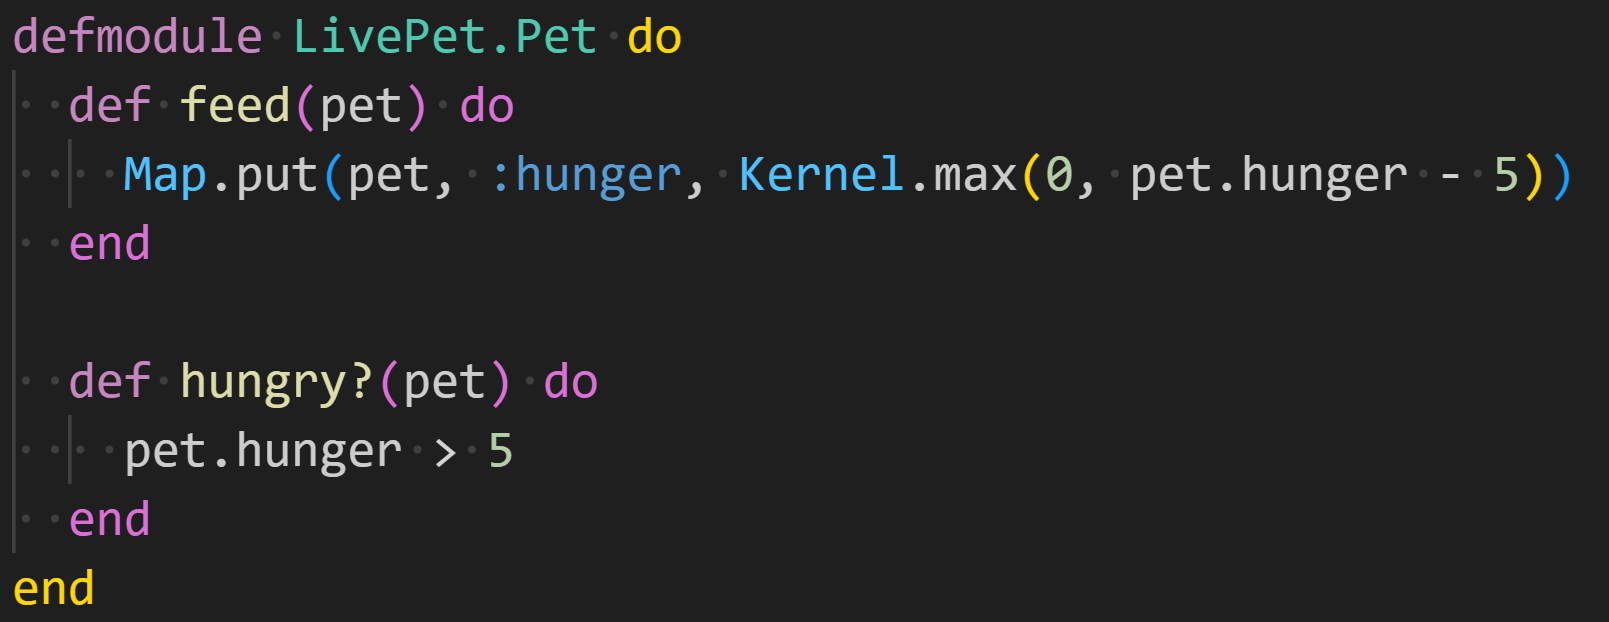 defmodule LivePet.Pet do
  def feed(pet) do
    Map.put(pet, :hunger, Kernel.max(0, pet.hunger - 5))
  end

  def hungry?(pet) do
    pet.hunger > 5
  end
end